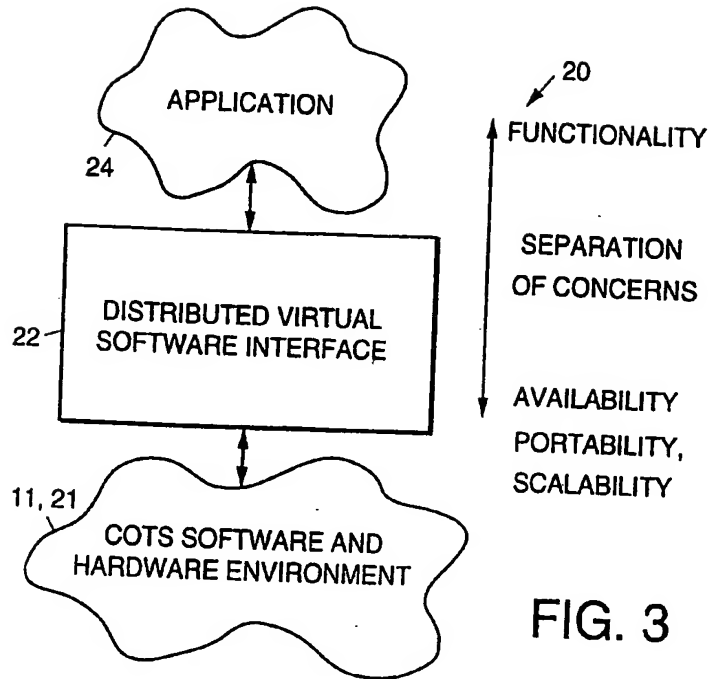 20
APPLICATION
FUNCTIONALITY
24
SEPARATION
OF CONCERNS
DISTRIBUTED VIRTUAL
SOFTWARE INTERFACE
22
AVAILABILITY
PORTABILITY,
SCALABILITY
11, 21
COTS SOFTWARE AND
HARDWARE ENVIRONMENT
FIG. 3